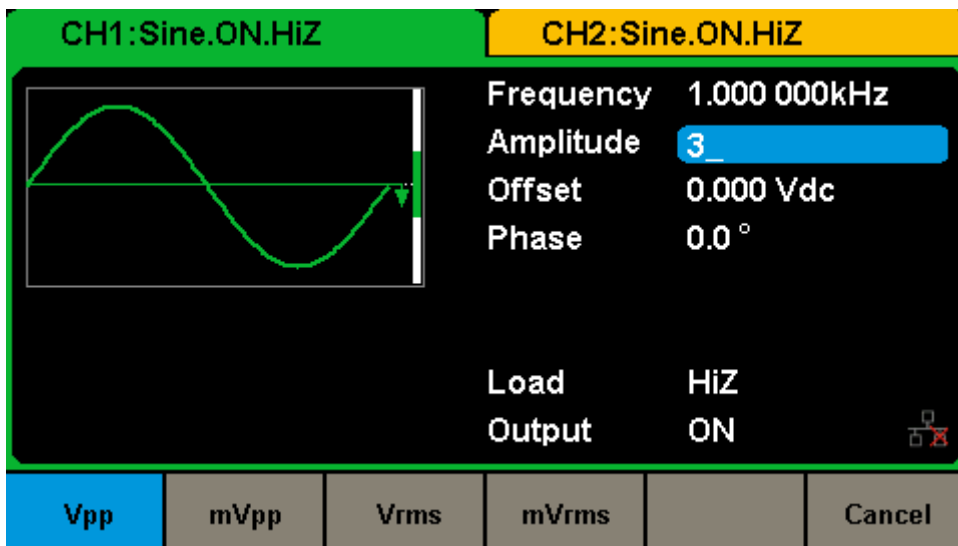 CH1:Sine.ON.HiZ
CH2:Sine.ON.HiZ
Frequency 1.000 000kHz
Amplitude 3_
Offset 0.000 Vdc
Phase 0.0 °
Load HiZ
Output ON
Vpp mVpp Vrms mVrms Cancel